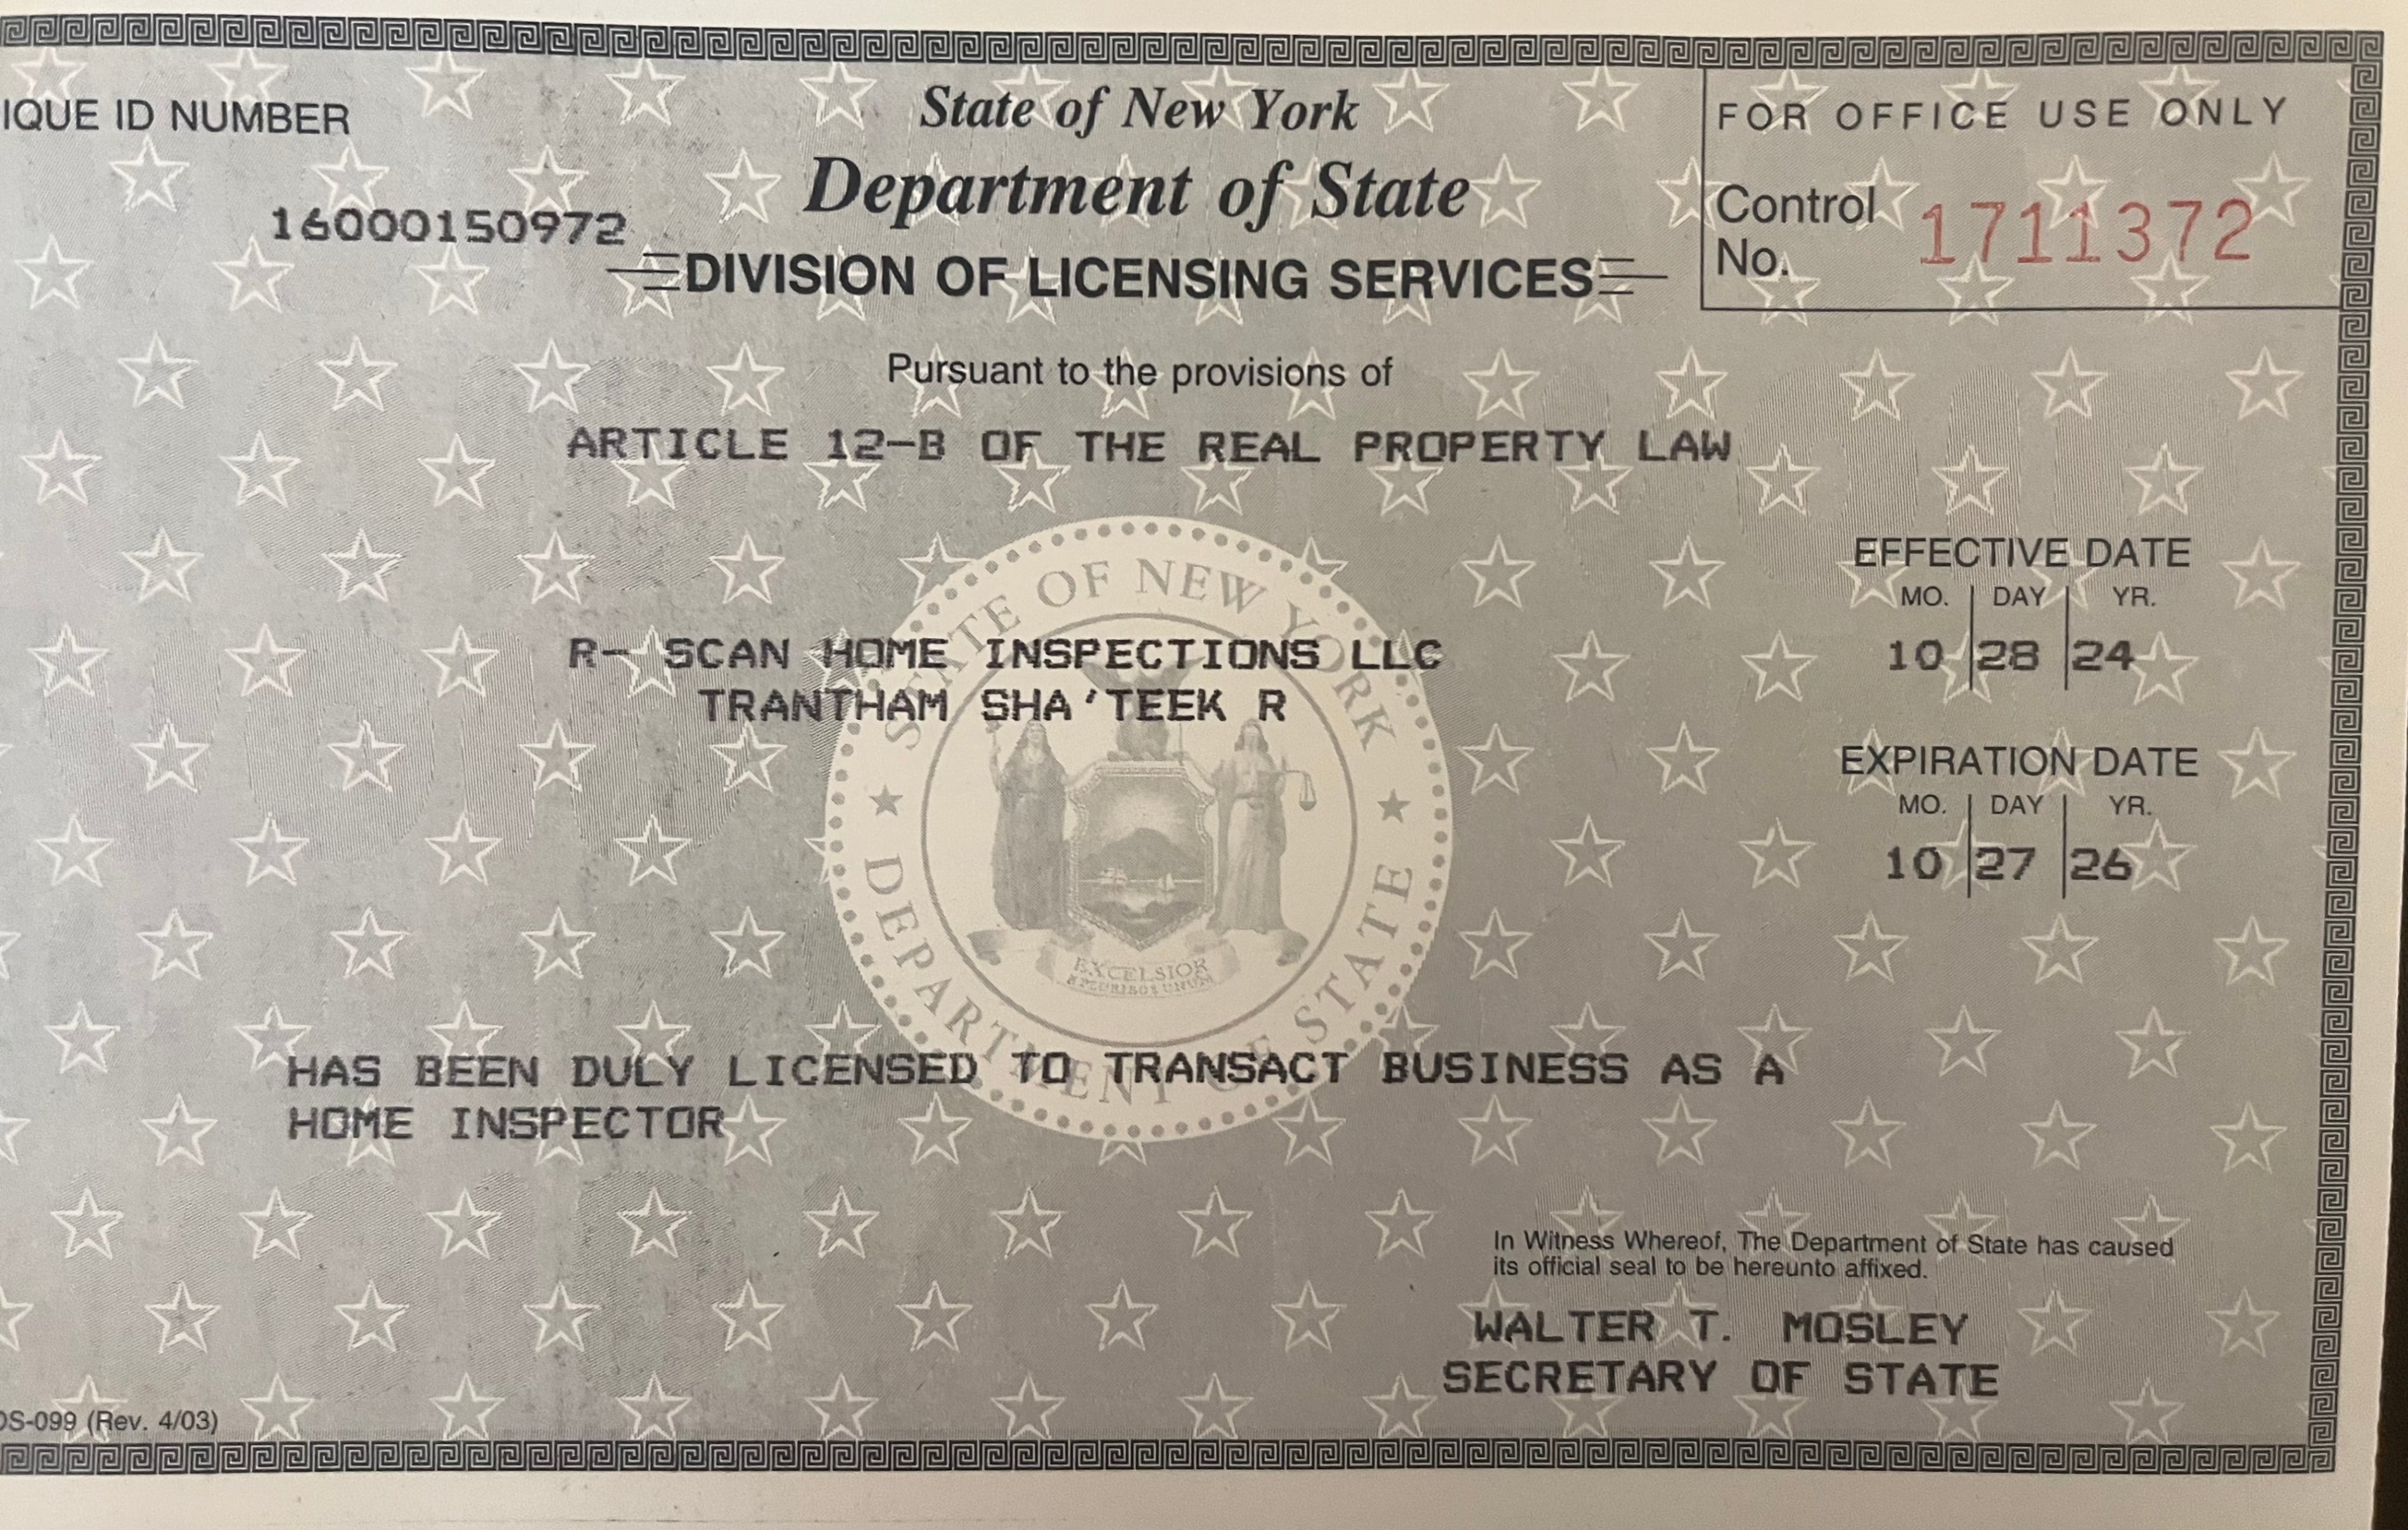 IQUE ID NUMBER
16000150972
State of New York
Department of State
DIVISION OF LICENSING SERVICES
FOR OFFICE USE ONLY
Control
No. 1711372
Pursuant to the provisions of
ARTICLE 12-B OF THE REAL PROPERTY LAW
EFFECTIVE DATE
MO. DAY YR.
10 28 24
R- SCAN HOME INSPECTIONS LLC
TRANTHAM SHA'TEEK R
EXPIRATION DATE
MO. DAY YR.
10 27 26
STATE OF NEW YORK
DEPARTMENT OF STATE
EXCELSIOR
E PLURIBUS UNUM
HAS BEEN DULY LICENSED TO TRANSACT BUSINESS AS A
HOME INSPECTOR
In Witness Whereof, The Department of State has caused
its official seal to be hereunto affixed.
WALTER T. MOSLEY
SECRETARY OF STATE
OS-099 (Rev. 4/03)